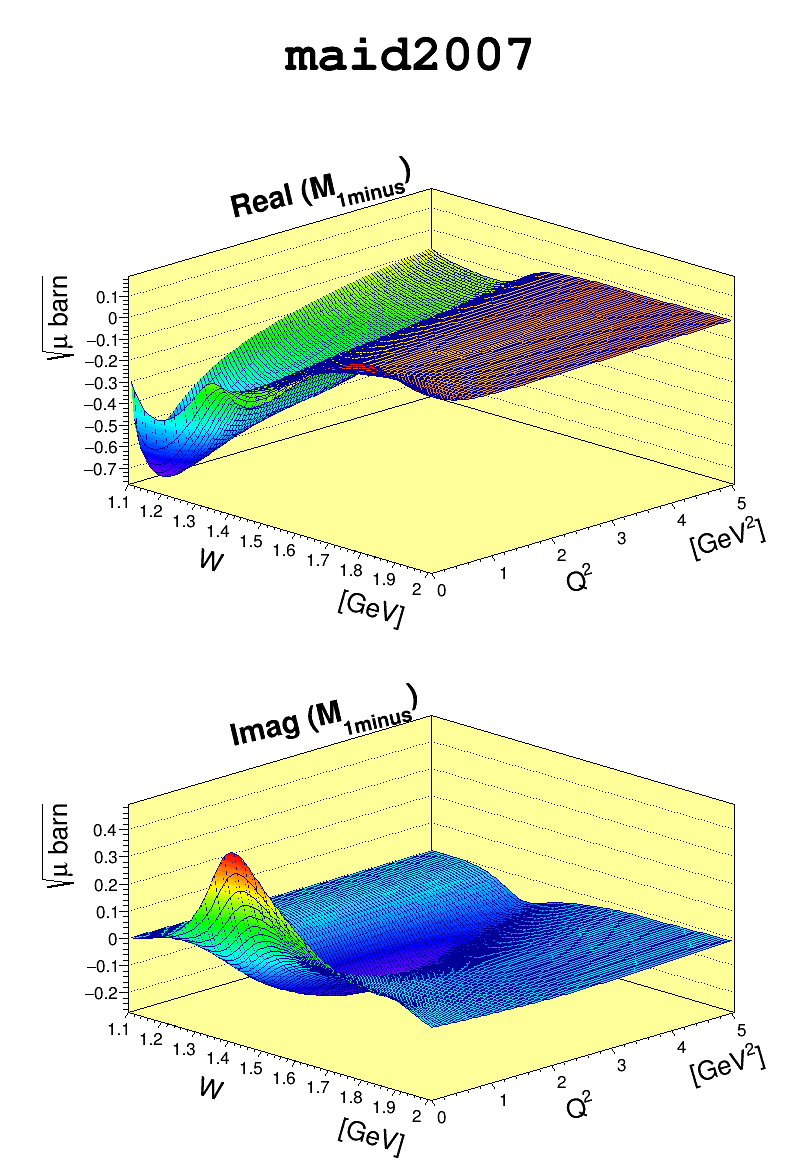 maid2007
Real (M1minus)
√μ barn
0.1
0
−0.1
−0.2
−0.3
−0.4
−0.5
−0.6
−0.7
1.1 1.2 1.3 1.4 1.5 1.6 1.7 1.8 1.9 2
W
[GeV]
0 1 2 3 4 5
Q²
[GeV²]
Imag (M1minus)
√μ barn
0.4
0.3
0.2
0.1
0
−0.1
−0.2
1.1 1.2 1.3 1.4 1.5 1.6 1.7 1.8 1.9 2
W
[GeV]
0 1 2 3 4 5
Q²
[GeV²]